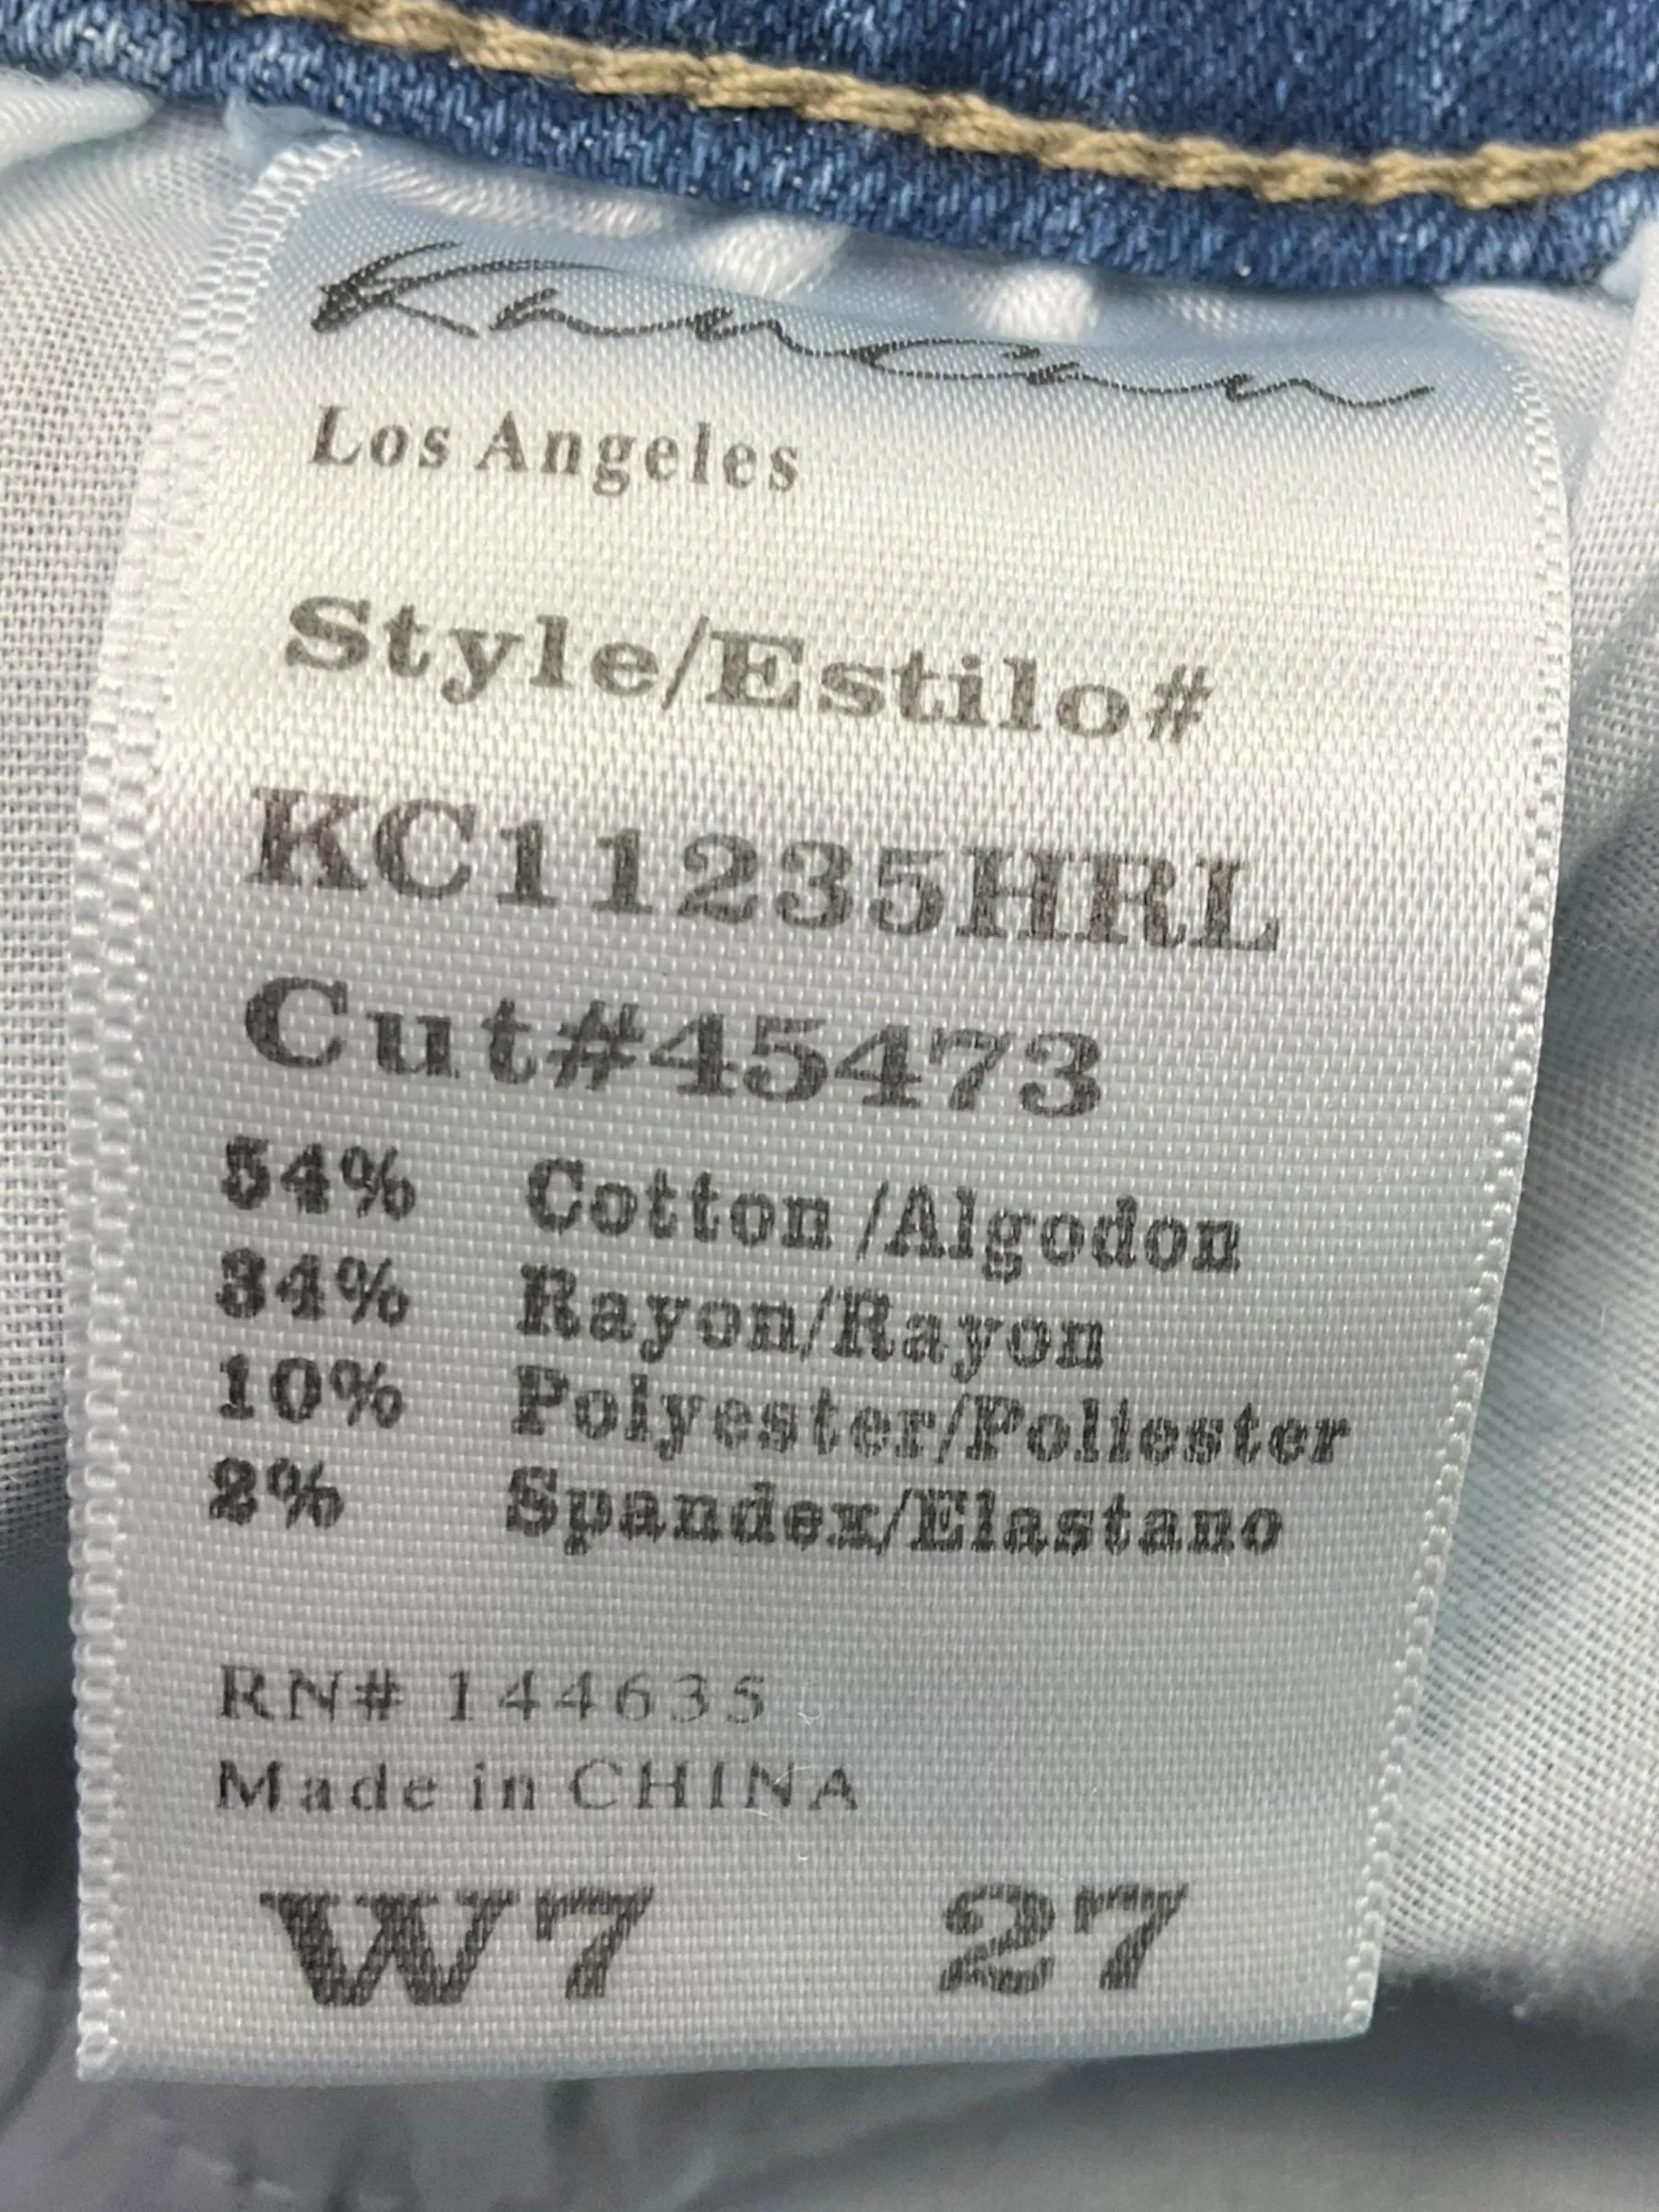 KanCan
Los Angeles
Style/Estilo#
KC11235HRL
Cut#45473
54% Cotton /Algodon
34% Rayon/Rayon
10% Polyester/Poliester
2% Spandex/Elastano
RN# 144635
Made in CHINA
W7 27